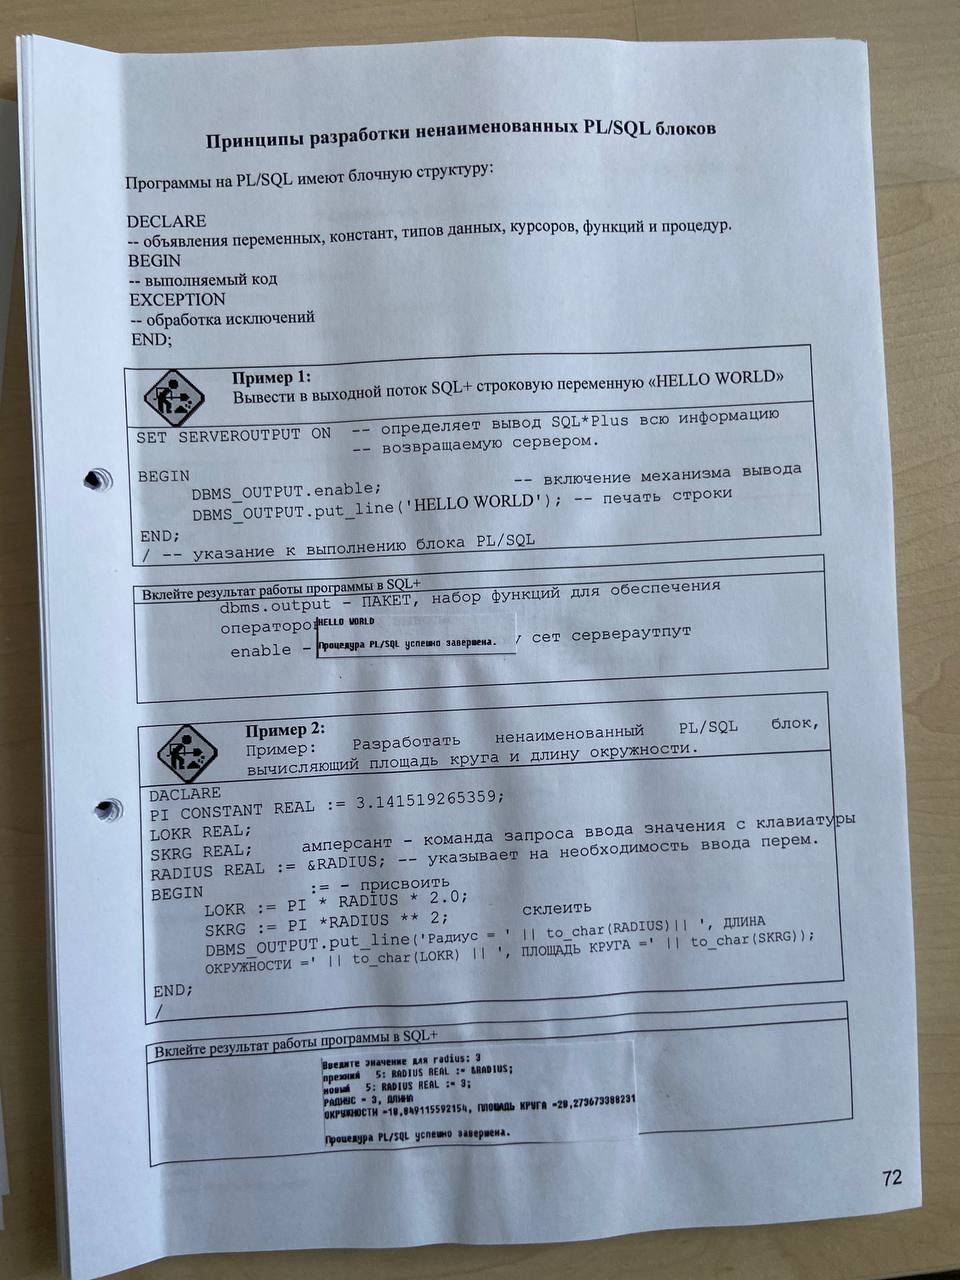 Принципы разработки ненаименованных PL/SQL блоков
Программы на PL/SQL имеют блочную структуру:
DECLARE
-- объявления переменных, констант, типов данных, курсоров, функций и процедур.
BEGIN
-- выполняемый код
EXCEPTION
-- обработка исключений
END;
Пример 1:
Вывести в выходной поток SQL+ строковую переменную «HELLO WORLD»
SET SERVEROUTPUT ON -- определяет вывод SQL*Plus всю информацию
-- возвращаемую сервером.
BEGIN
DBMS_OUTPUT.enable; -- включение механизма вывода
DBMS_OUTPUT.put_line('HELLO WORLD'); -- печать строки
END;
/ -- указание к выполнению блока PL/SQL
Вклейте результат работы программы в SQL+
dbms.output - ПАКЕТ, набор функций для обеспечения
операторо
HELLO WORLD
enable -
Процедура PL/SQL успешно завершена.
, сет сервераутпут
Пример 2:
Пример: Разработать ненаименованный PL/SQL блок,
вычисляющий площадь круга и длину окружности.
DACLARE
PI CONSTANT REAL := 3.141519265359;
LOKR REAL;
SKRG REAL; амперсант - команда запроса ввода значения с клавиатуры
RADIUS REAL := &RADIUS; -- указывает на необходимость ввода перем.
BEGIN := - присвоить
LOKR := PI * RADIUS * 2.0;
SKRG := PI *RADIUS ** 2; склеить
DBMS_OUTPUT.put_line('Радиус = ' || to_char(RADIUS)|| ', ДЛИНА
ОКРУЖНОСТИ =' || to_char(LOKR) || ', ПЛОЩАДЬ КРУГА =' || to_char(SKRG));
END;
/
Вклейте результат работы программы в SQL+
Введите значение для radius: 3
прежний 5: RADIUS REAL := &RADIUS;
новый 5: RADIUS REAL := 3;
РАДИУС = 3, ДЛИНА
ОКРУЖНОСТИ =18,849115592154, ПЛОЩАДЬ КРУГА =28,273673388231
Процедура PL/SQL успешно завершена.
72